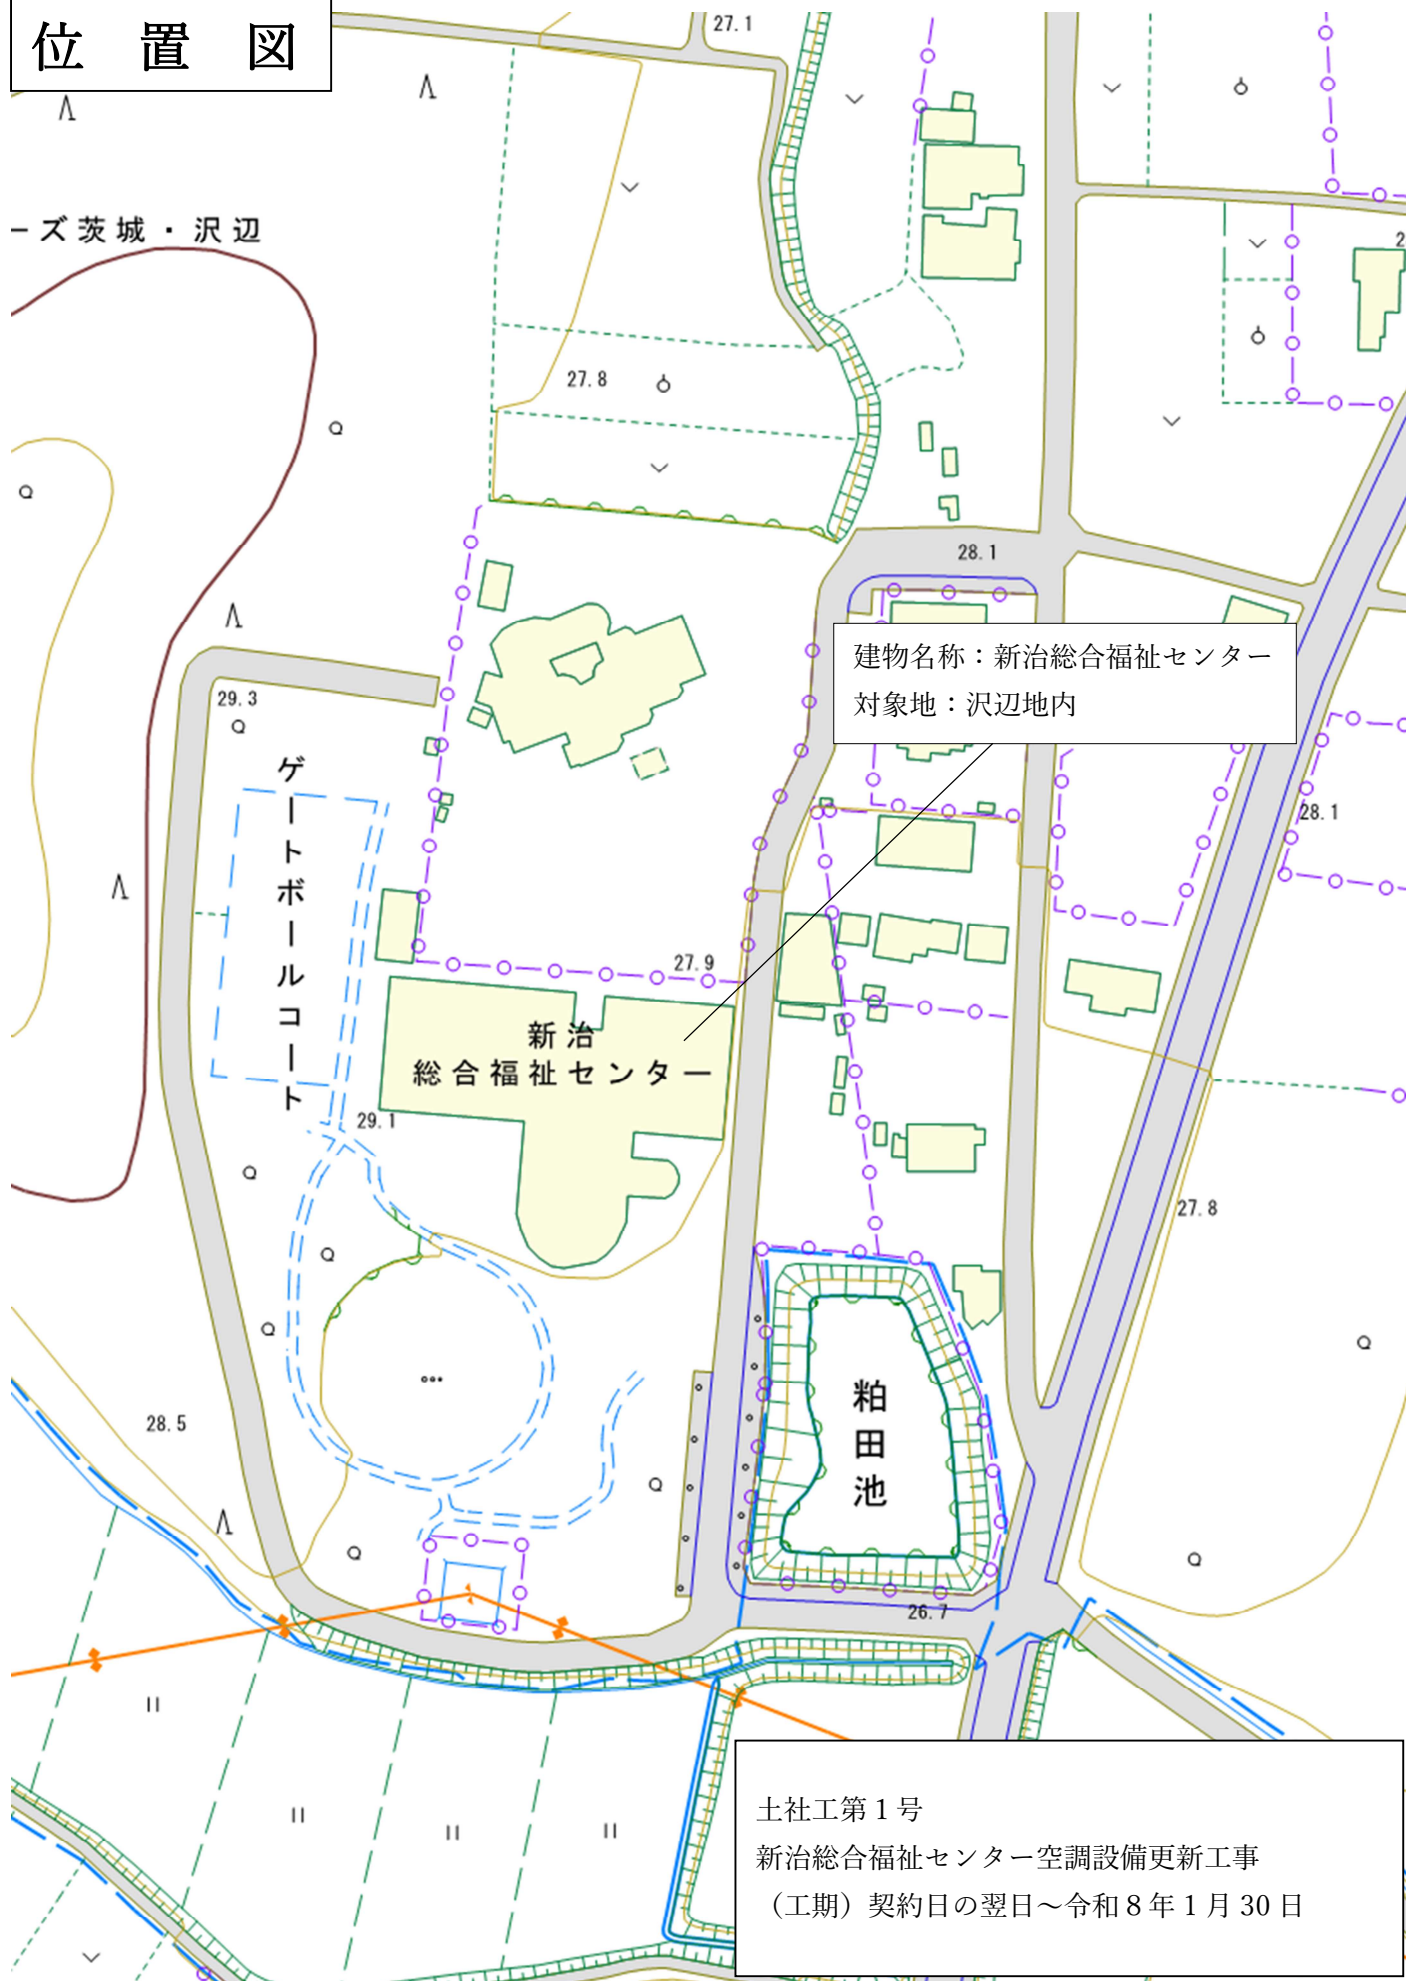 位置図
27.1
ーズ茨城・沢辺
27.8
28.1
建物名称：新治総合福祉センター
対象地：沢辺地内
29.3
ゲートボールコート
28.1
27.9
新治
総合福祉センター
29.1
27.8
粕田池
28.5
26.7
土社工第1号
新治総合福祉センター空調設備更新工事
（工期）契約日の翌日～令和8年1月30日